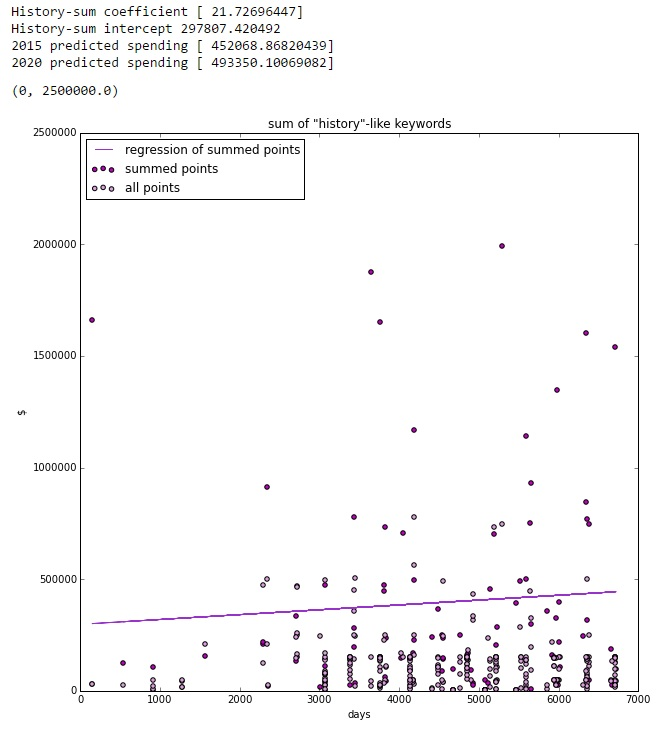 History-sum coefficient [ 21.72696447]
History-sum intercept 297807.420492
2015 predicted spending [ 452068.86820439]
2020 predicted spending [ 493350.10069082]
(0, 2500000.0)
sum of "history"-like keywords
2500000
regression of summed points
summed points
all points
2000000
1500000
$
1000000
500000
0
0 1000 2000 3000 4000 5000 6000 7000
days